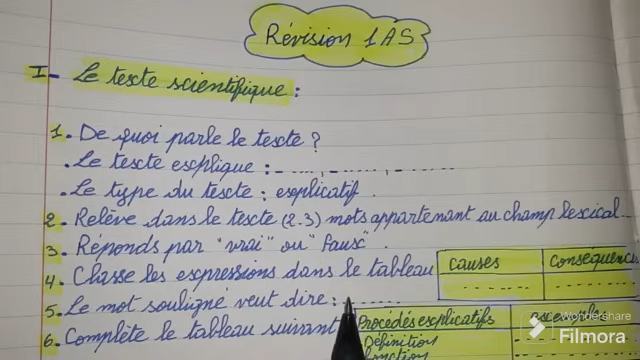 Révision 1AS
I- Le texte scientifique :
1. De quoi parle le texte ?
. Le texte explique : - ......, - ......, - ......
. Le type du texte : explicatif.
2. Relève dans le texte (2.3) mots appartenant au champ lexical...
3. Réponds par "vrai" ou "faux".
4. Classe les expressions dans le tableau
causes conséquences
5. Le mot souligné veut dire : ......
6. Complète le tableau suivant
Procédés explicatifs exemples
Définition
Fonction
Wondershare
Filmora